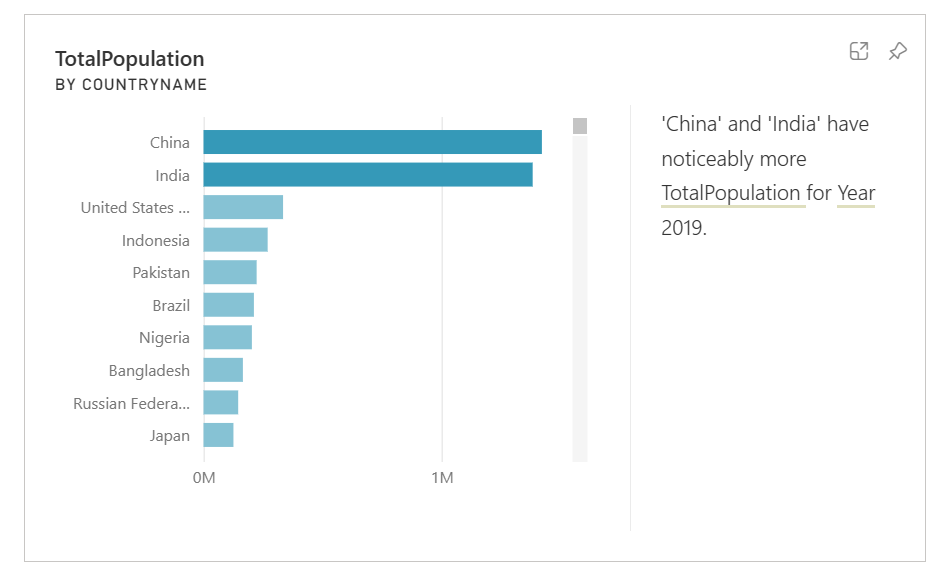 TotalPopulation
BY COUNTRYNAME
China
India
United States ...
Indonesia
Pakistan
Brazil
Nigeria
Bangladesh
Russian Federa...
Japan
0M 1M
'China' and 'India' have
noticeably more
TotalPopulation for Year
2019.